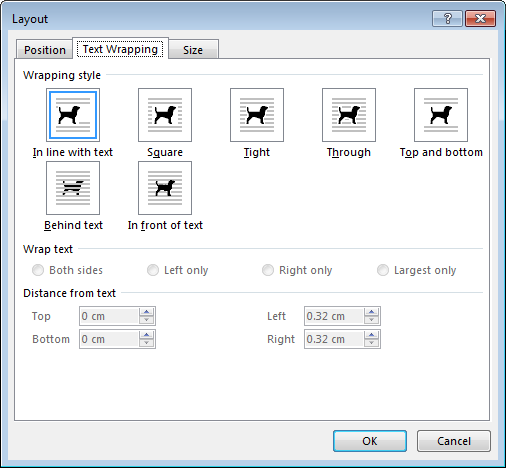 Layout
?
Position Text Wrapping Size
Wrapping style
In line with text Square Tight Through Top and bottom
Behind text In front of text
Wrap text
Both sides Left only Right only Largest only
Distance from text
Top 0 cm Left 0.32 cm
Bottom 0 cm Right 0.32 cm
OK Cancel